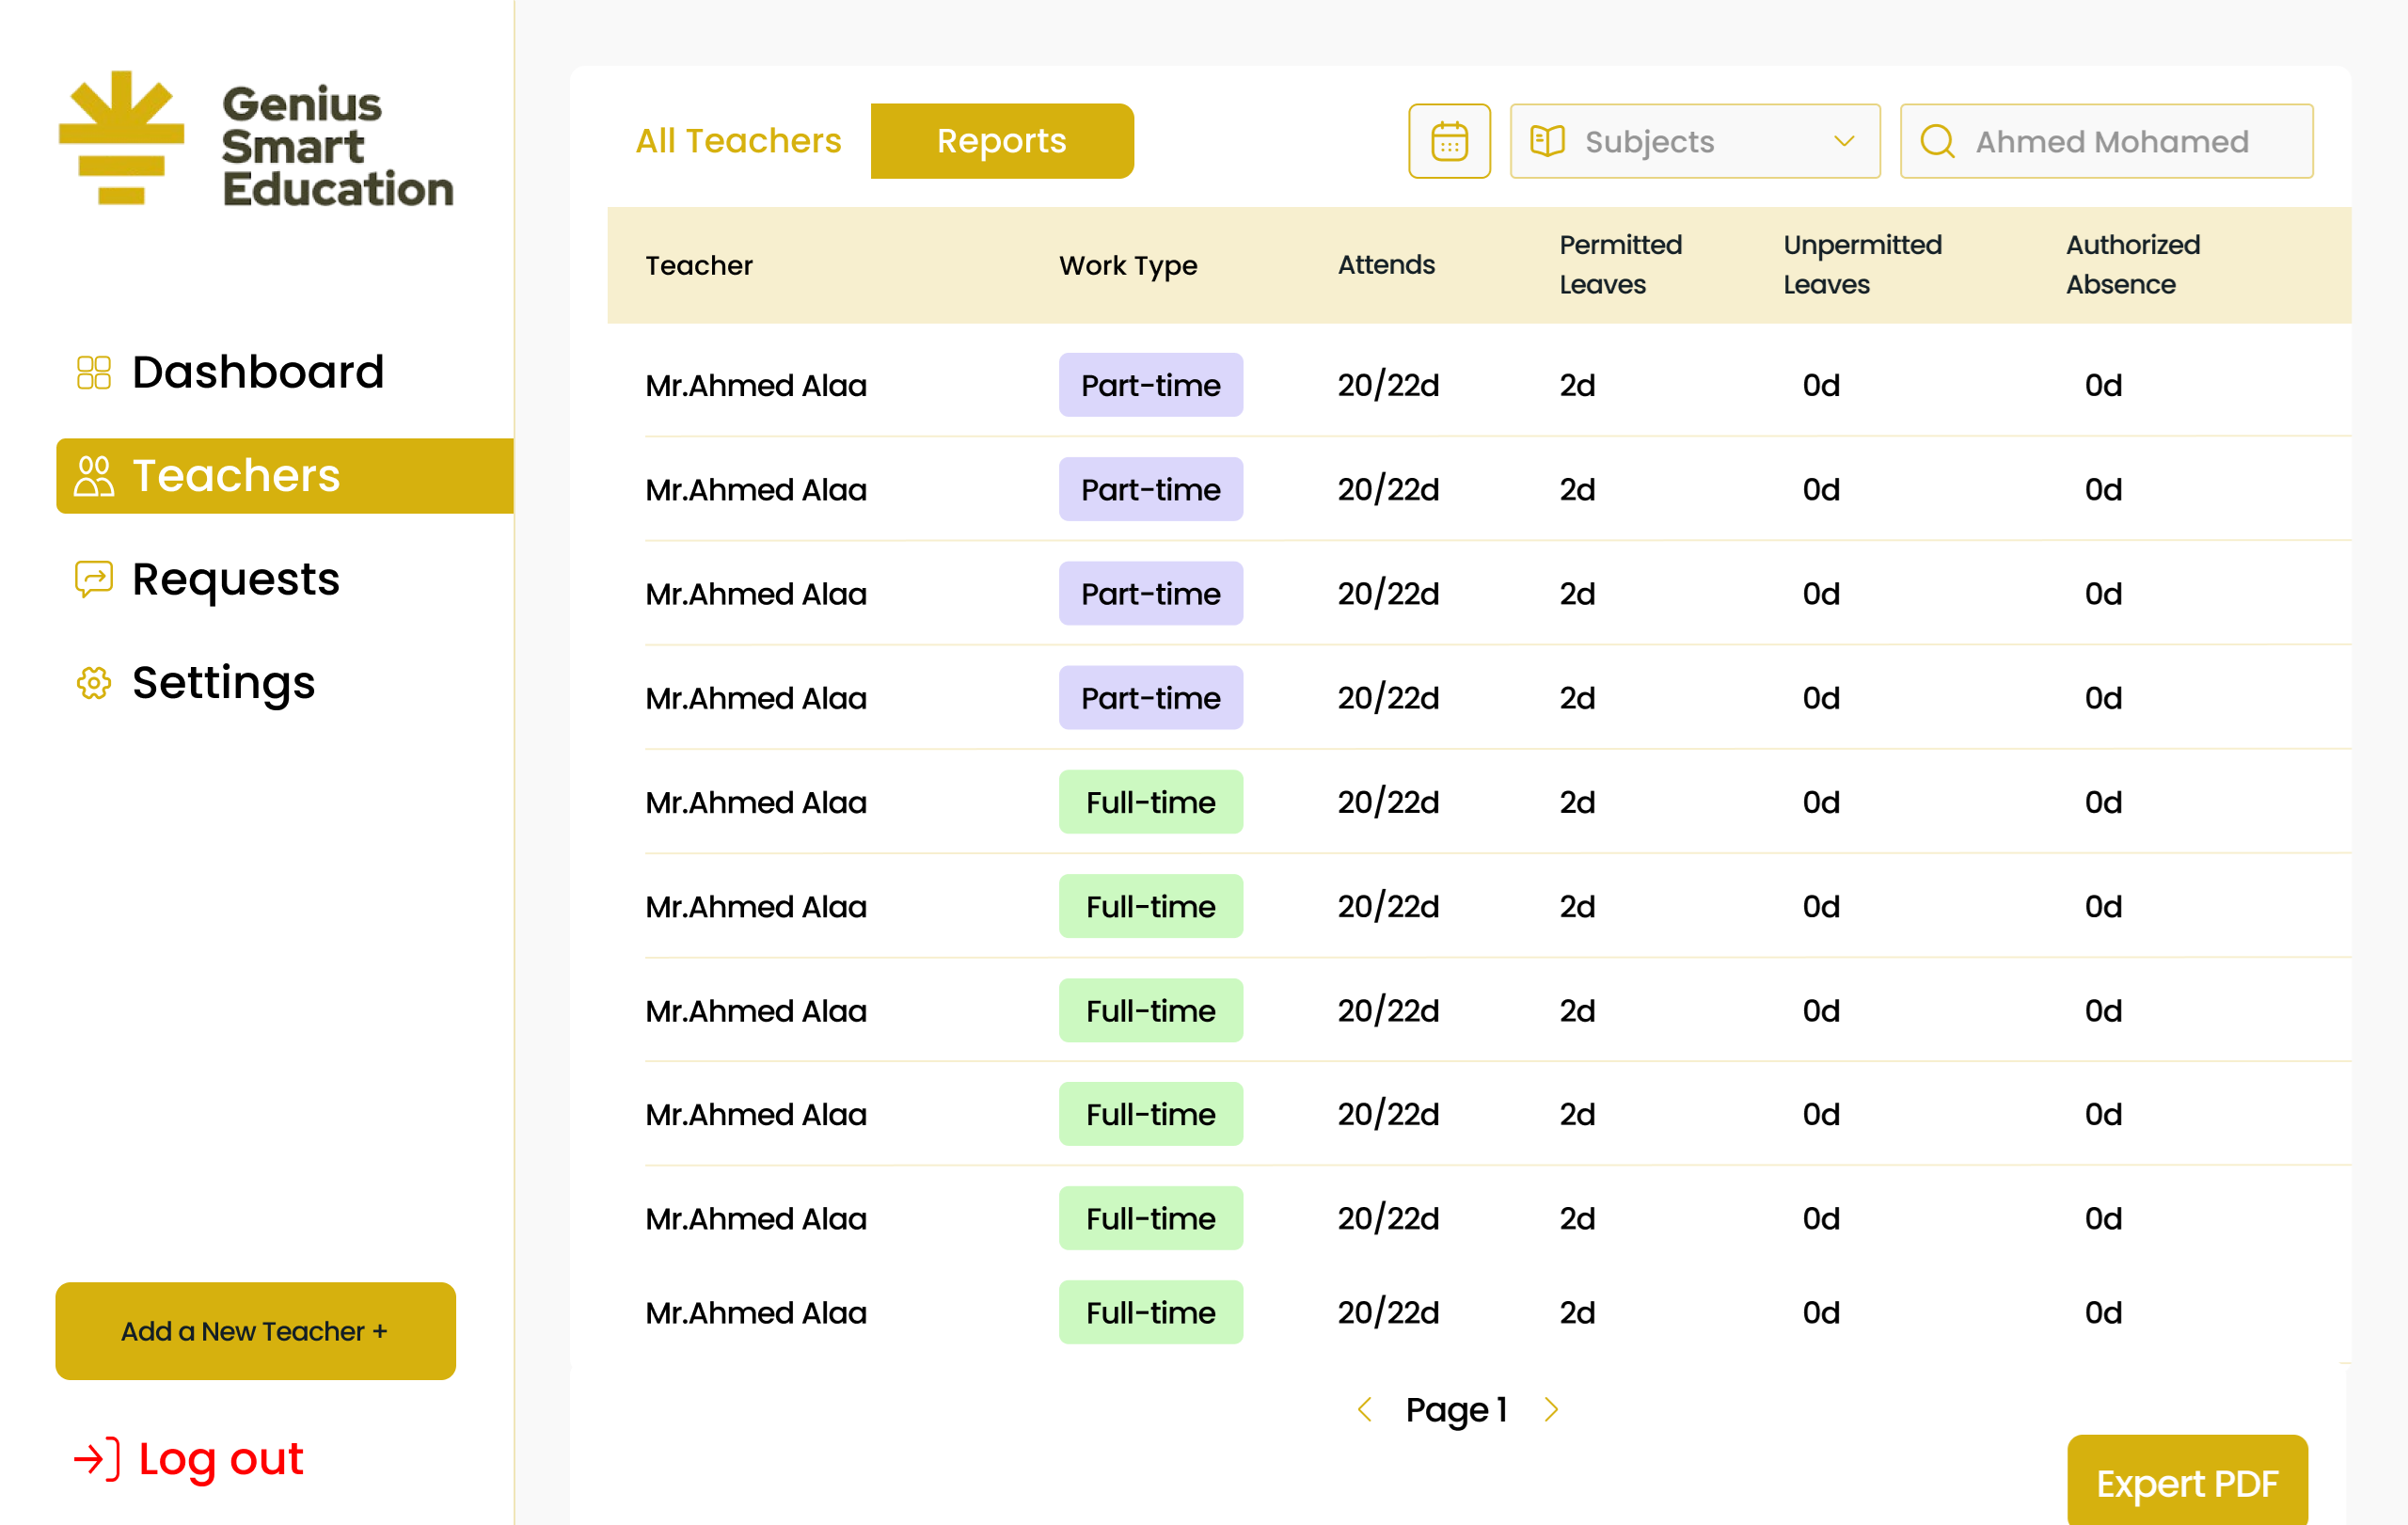 Genius
Smart
Education
Dashboard
Teachers
Requests
Settings
Add a New Teacher +
Log out
All Teachers Reports Subjects Ahmed Mohamed
Teacher Work Type Attends Permitted Leaves Unpermitted Leaves Authorized Absence
Mr.Ahmed Alaa Part-time 20/22d 2d 0d 0d
Mr.Ahmed Alaa Part-time 20/22d 2d 0d 0d
Mr.Ahmed Alaa Part-time 20/22d 2d 0d 0d
Mr.Ahmed Alaa Part-time 20/22d 2d 0d 0d
Mr.Ahmed Alaa Full-time 20/22d 2d 0d 0d
Mr.Ahmed Alaa Full-time 20/22d 2d 0d 0d
Mr.Ahmed Alaa Full-time 20/22d 2d 0d 0d
Mr.Ahmed Alaa Full-time 20/22d 2d 0d 0d
Mr.Ahmed Alaa Full-time 20/22d 2d 0d 0d
Mr.Ahmed Alaa Full-time 20/22d 2d 0d 0d
Page 1
Expert PDF